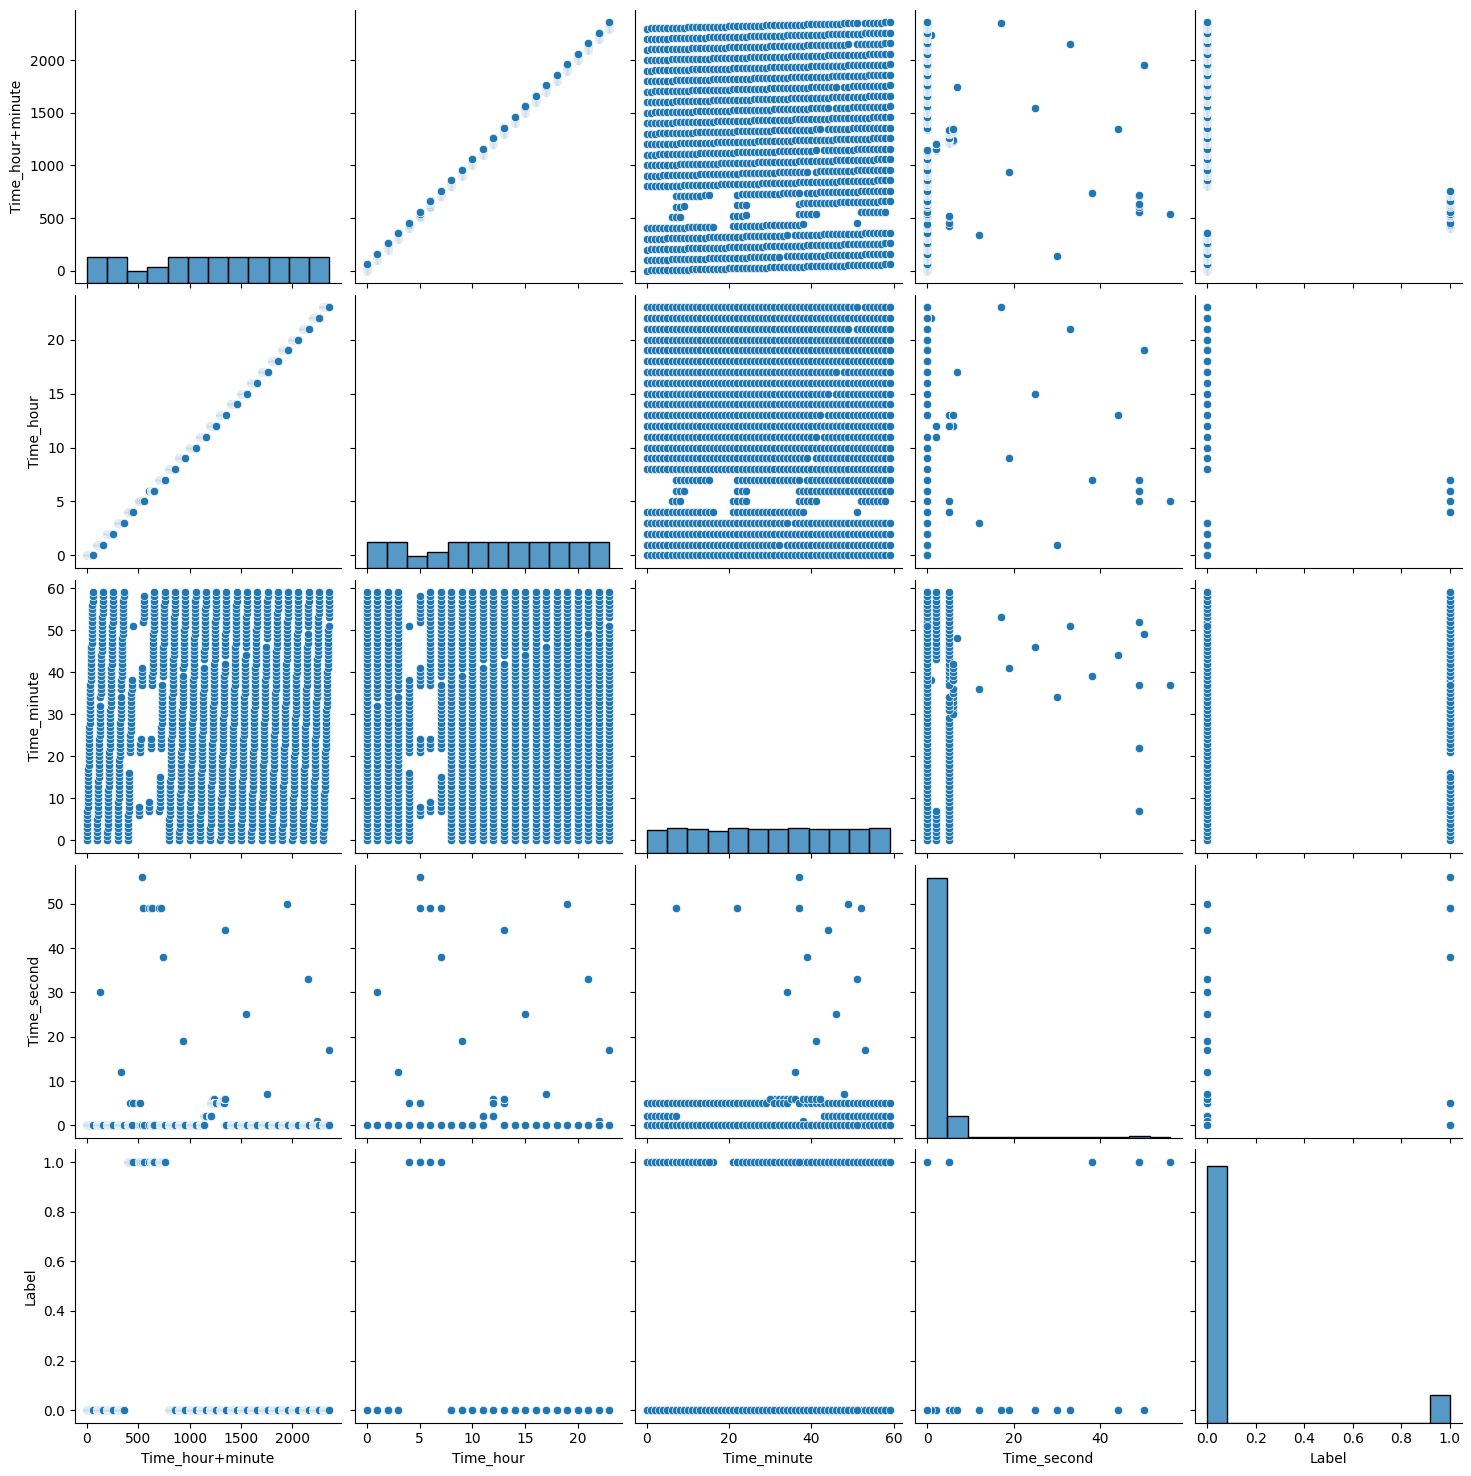 Time_hour+minute
2000
1500
1000
500
0
Time_hour
20
15
10
5
0
Time_minute
60
50
40
30
20
10
0
Time_second
50
40
30
20
10
0
Label
1.0
0.8
0.6
0.4
0.2
0.0
0 500 1000 1500 2000
0 5 10 15 20
0 20 40 60
0 20 40
0.0 0.2 0.4 0.6 0.8 1.0
Time_hour+minute Time_hour Time_minute Time_second Label